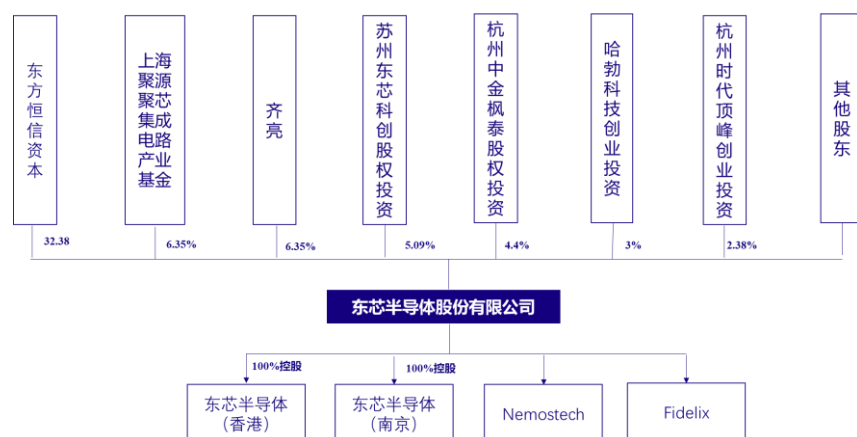 东方恒信资本
上海聚源聚芯集成电路产业基金
齐亮
苏州东芯科创股权投资
杭州中金枫泰股权投资
哈勃科技创业投资
杭州时代顶峰创业投资
其他股东
32.38
6.35%
6.35%
5.09%
4.4%
3%
2.38%
东芯半导体股份有限公司
100%控股
100%控股
东芯半导体
（香港）
东芯半导体
（南京）
Nemostech
Fidelix